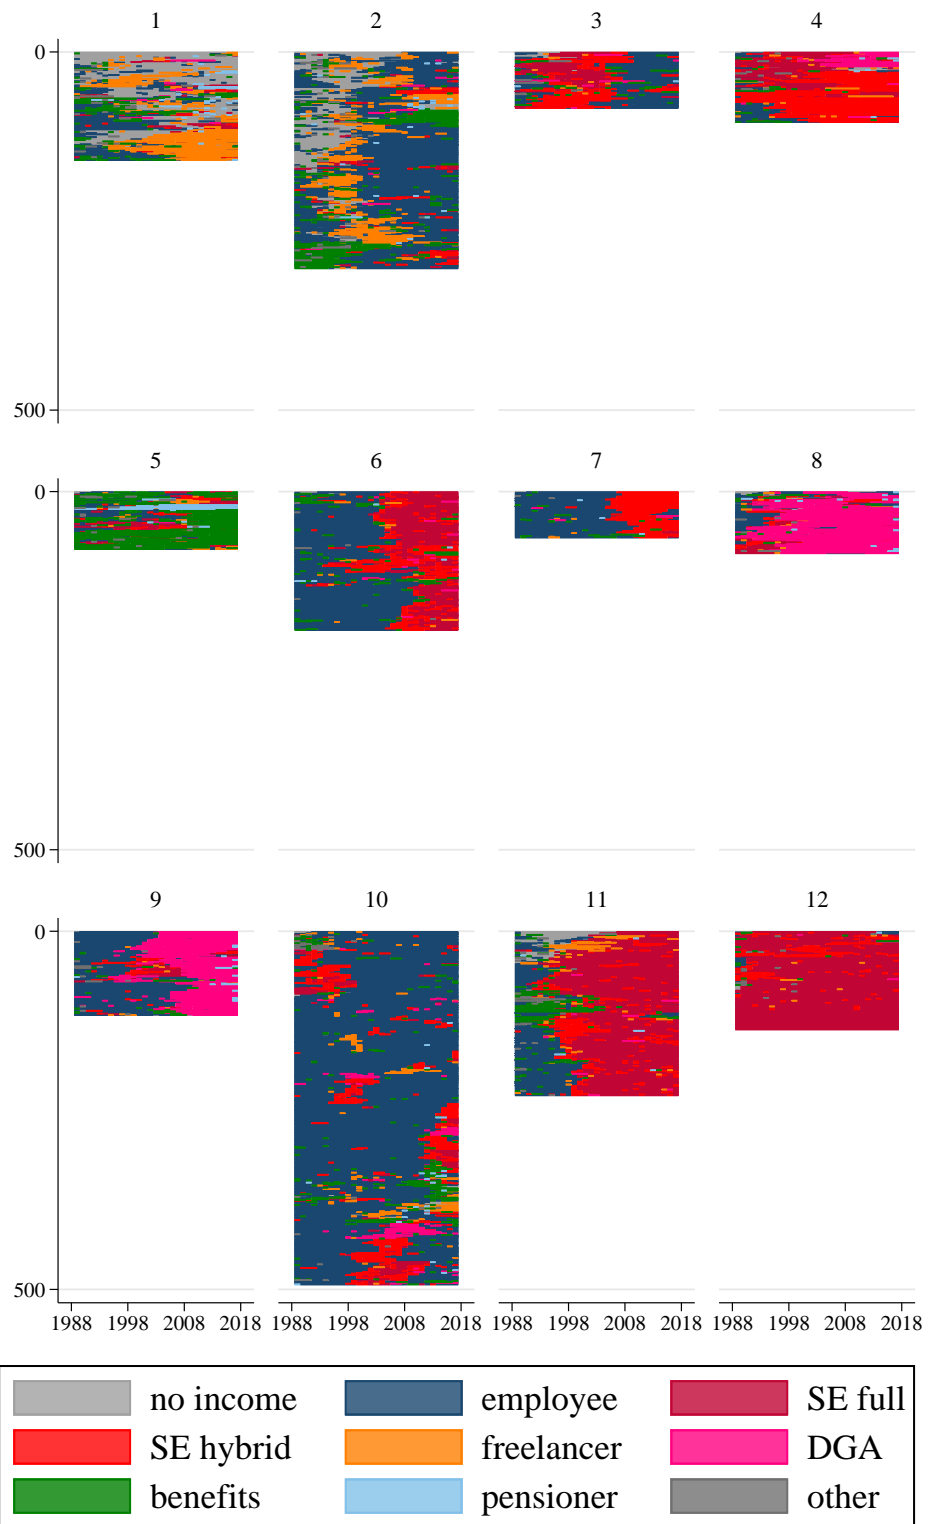 1 2 3 4
0
500
5 6 7 8
0
500
9 10 11 12
0
500
1988 1998 2008 2018 1988 1998 2008 2018 1988 1998 2008 2018 1988 1998 2008 2018
no income employee SE full
SE hybrid freelancer DGA
benefits pensioner other